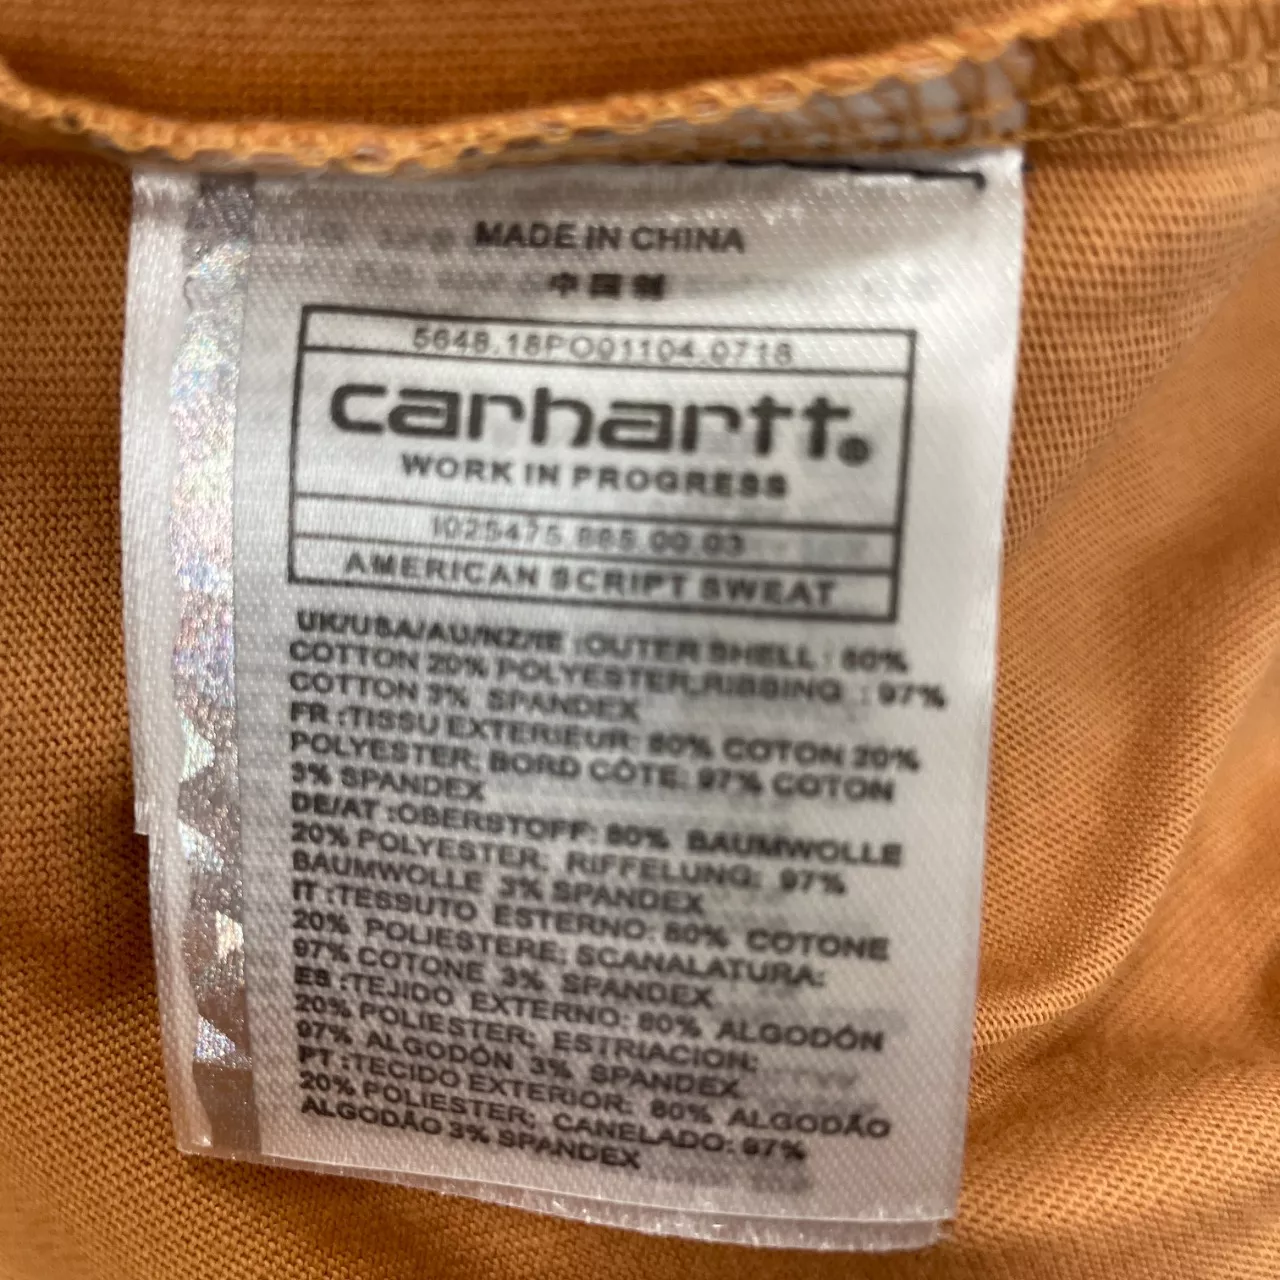 MADE IN CHINA
中国制
5648.18PO01104.0718
carhartt®
WORK IN PROGRESS
I025475.885.00.03
AMERICAN SCRIPT SWEAT
UK/USA/AU/NZ/IE :OUTER SHELL : 80%
COTTON 20% POLYESTER,RIBBING : 97%
COTTON 3% SPANDEX
FR :TISSU EXTERIEUR: 80% COTON 20%
POLYESTER; BORD CÔTE: 97% COTON
3% SPANDEX
DE/AT :OBERSTOFF: 80% BAUMWOLLE
20% POLYESTER; RIFFELUNG: 97%
BAUMWOLLE 3% SPANDEX
IT :TESSUTO ESTERNO: 80% COTONE
20% POLIESTERE; SCANALATURA:
97% COTONE 3% SPANDEX
ES :TEJIDO EXTERNO: 80% ALGODÓN
20% POLIESTER; ESTRIACION:
97% ALGODÓN 3% SPANDEX
PT :TECIDO EXTERIOR: 80% ALGODÃO
20% POLIESTER; CANELADO: 97%
ALGODÃO 3% SPANDEX